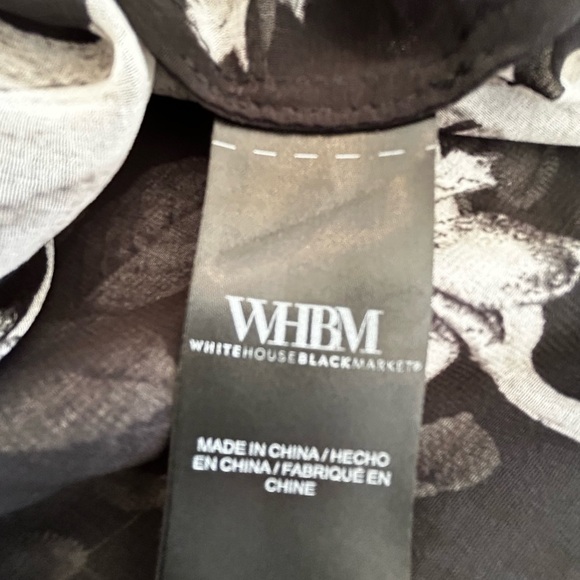 WHBM
WHITEHOUSEBLACKMARKET®
MADE IN CHINA/HECHO
EN CHINA/FABRIQUÉ EN
CHINE